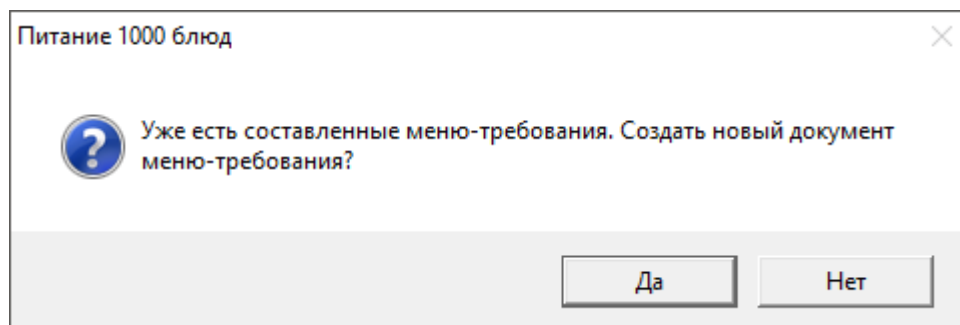 Питание 1000 блюд
Уже есть составленные меню-требования. Создать новый документ
меню-требования?
Да
Нет